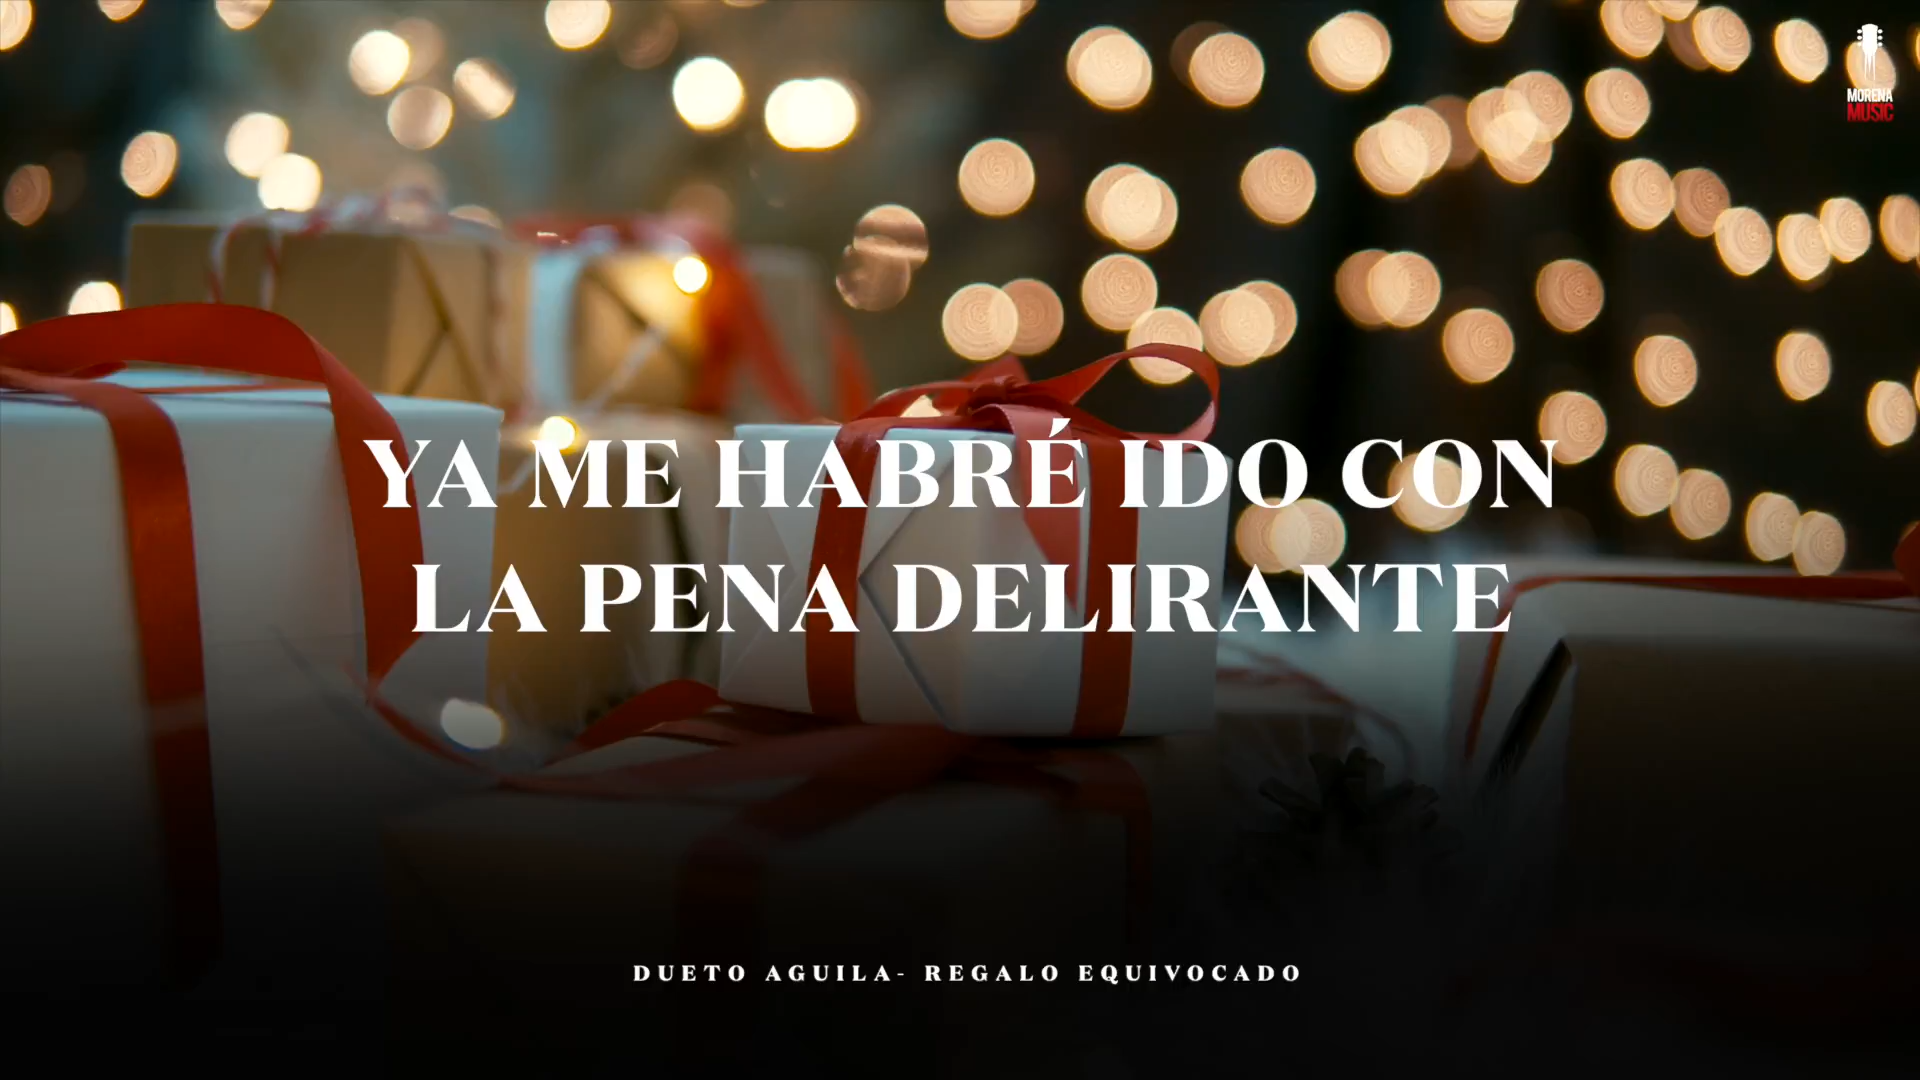 MORENA
MUSIC
YA ME HABRÉ IDO CON
LA PENA DELIRANTE
DUETO AGUILA- REGALO EQUIVOCADO